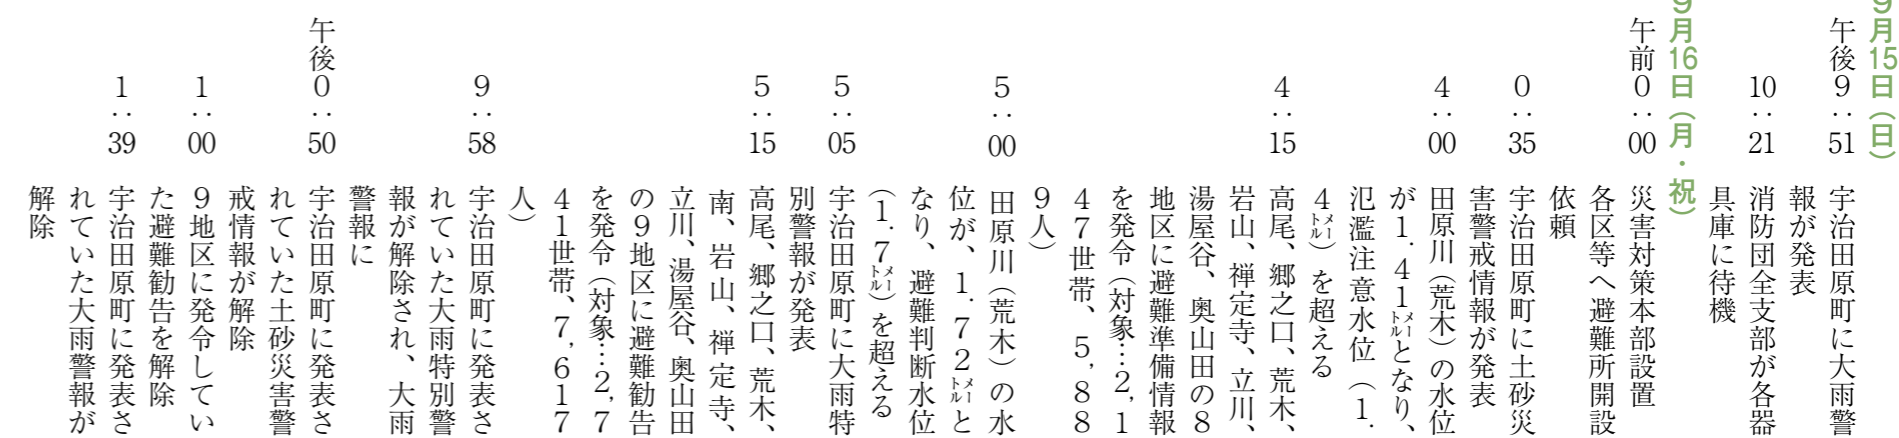 9月15日（日）
午後9：51　宇治田原町に大雨警
報が発表
10：21　消防団全支部が各器
具庫に待機
9月16日（月・祝）
午前0：00　災害対策本部設置
各区等へ避難所開設
依頼
0：35　宇治田原町に土砂災
害警戒情報が発表
4：00　田原川（荒木）の水位
が1.41㍍となり、
氾濫注意水位（1.
4㍍）を超える
4：15　高尾、郷之口、荒木、
岩山、禅定寺、立川、
湯屋谷、奥山田の8
地区に避難準備情報
を発令（対象…2,1
47世帯、5,88
9人）
5：00　田原川（荒木）の水
位が、1.72㍍と
なり、避難判断水位
（1.7㍍）を超える
5：05　宇治田原町に大雨特
別警報が発表
5：15　高尾、郷之口、荒木、
南、岩山、禅定寺、
立川、湯屋谷、奥山田
の9地区に避難勧告
を発令（対象…2,7
41世帯、7,617
人）
9：58　宇治田原町に発表さ
れていた大雨特別警
報が解除され、大雨
警報に
午後0：50　宇治田原町に発表さ
れていた土砂災害警
戒情報が解除
1：00　9地区に発令してい
た避難勧告を解除
1：39　宇治田原町に発表さ
れていた大雨警報が
解除